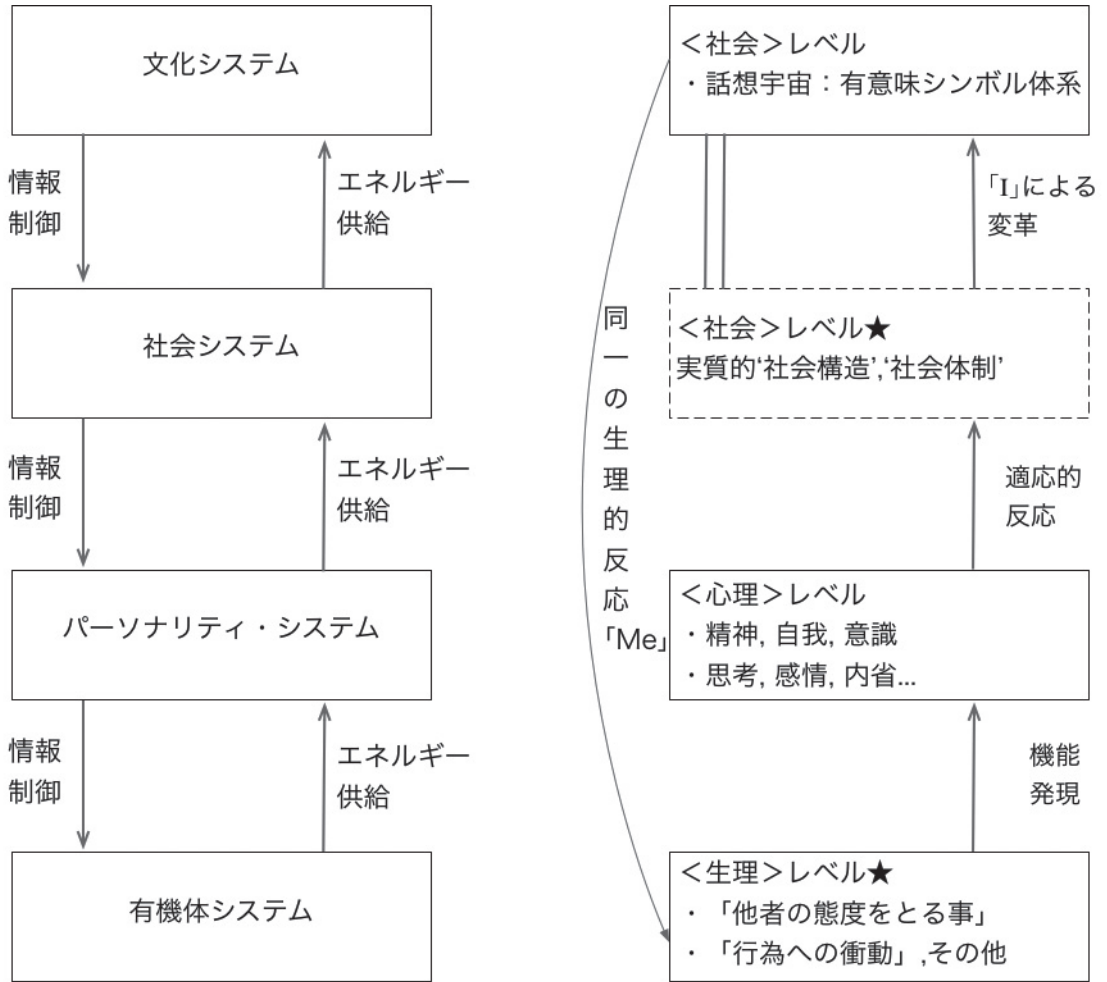 文化システム
情報
制御
エネルギー
供給
社会システム
情報
制御
エネルギー
供給
パーソナリティ・システム
情報
制御
エネルギー
供給
有機体システム
＜社会＞レベル
・話想宇宙：有意味シンボル体系
「I」による
変革
＜社会＞レベル★
実質的‘社会構造’,‘社会体制’
同一の生理的反応
「Me」
適応的
反応
＜心理＞レベル
・精神, 自我, 意識
・思考, 感情, 内省...
機能
発現
＜生理＞レベル★
・「他者の態度をとる事」
・「行為への衝動」,その他